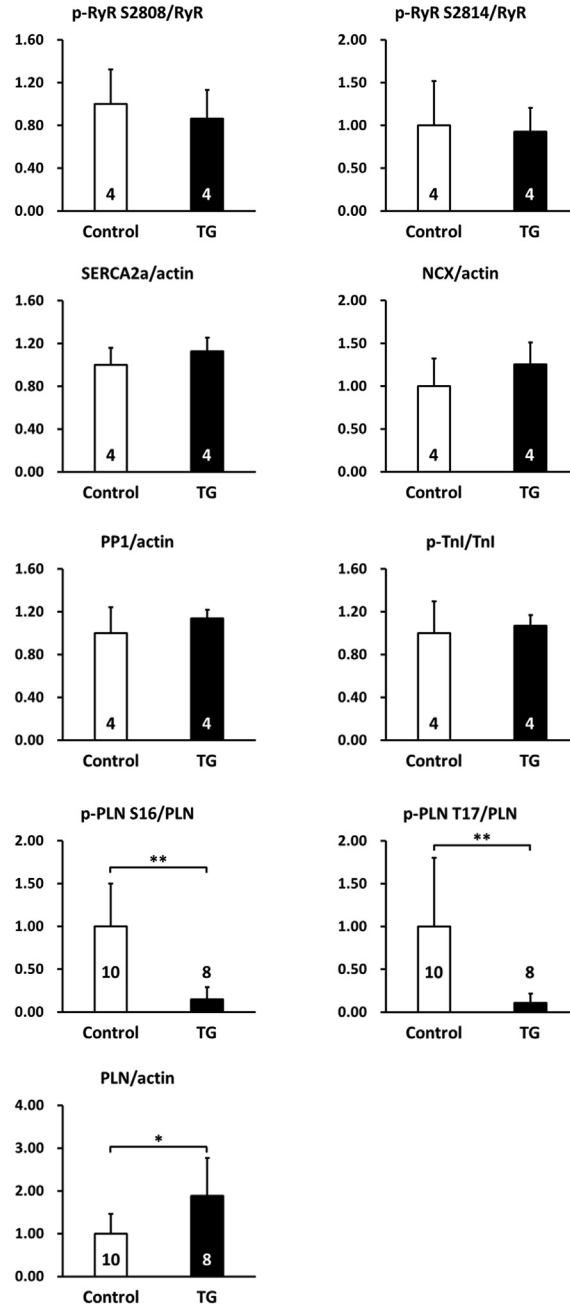 p-RyR S2808/RyR
1.60
1.20
0.80
0.40
0.00
4
4
Control
TG
p-RyR S2814/RyR
2.00
1.50
1.00
0.50
0.00
4
4
Control
TG
SERCA2a/actin
1.60
1.20
0.80
0.40
0.00
4
4
Control
TG
NCX/actin
2.00
1.50
1.00
0.50
0.00
4
4
Control
TG
PP1/actin
1.60
1.20
0.80
0.40
0.00
4
4
Control
TG
p-TnI/TnI
1.60
1.20
0.80
0.40
0.00
4
4
Control
TG
p-PLN S16/PLN
2.00
1.50
1.00
0.50
0.00
**
10
8
Control
TG
p-PLN T17/PLN
2.00
1.50
1.00
0.50
0.00
**
10
8
Control
TG
PLN/actin
4.00
3.00
2.00
1.00
0.00
*
10
8
Control
TG